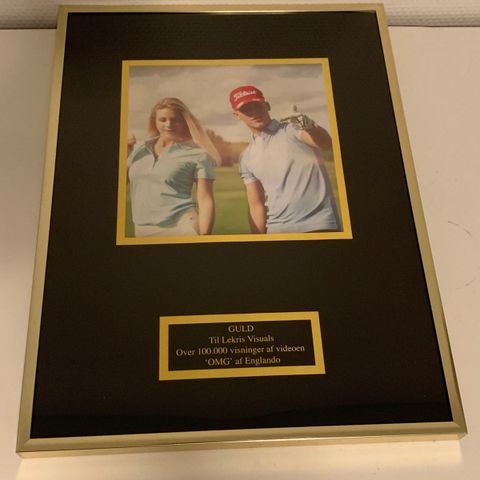 Titleist
GULD
Til Lekris Visuals
Over 100.000 visninger af videoen
‘OMG’ af Englando